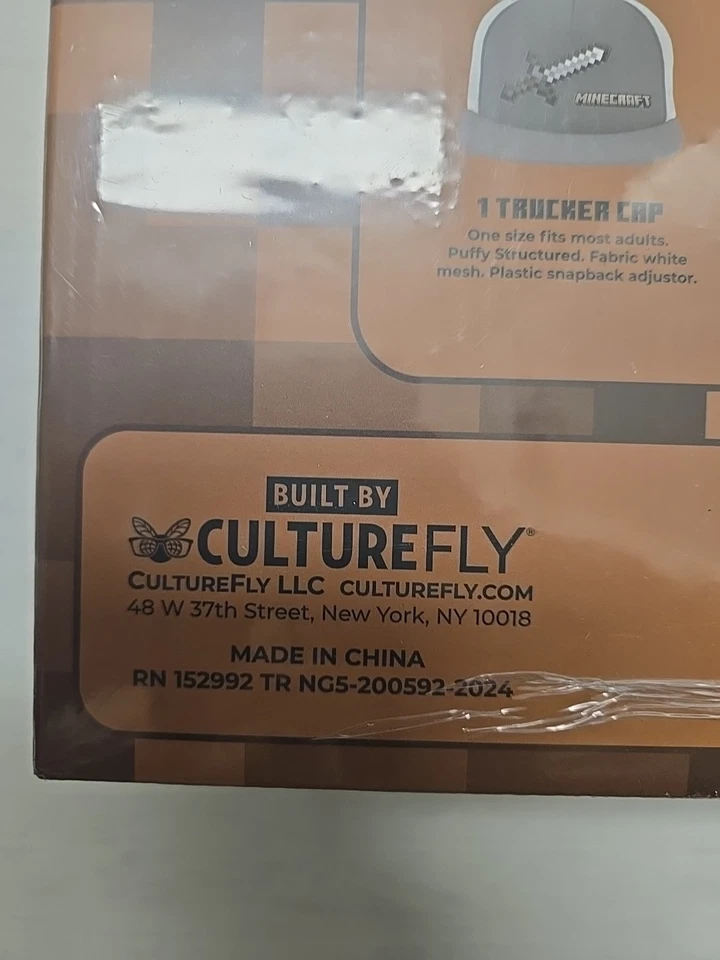 MINECRAFT
1 TRUCKER CAP
One size fits most adults.
Puffy Structured. Fabric white
mesh. Plastic snapback adjustor.
BUILT BY
CULTUREFLY®
CULTUREFLY LLC CULTUREFLY.COM
48 W 37th Street, New York, NY 10018
MADE IN CHINA
RN 152992 TR NG5-200592-2024